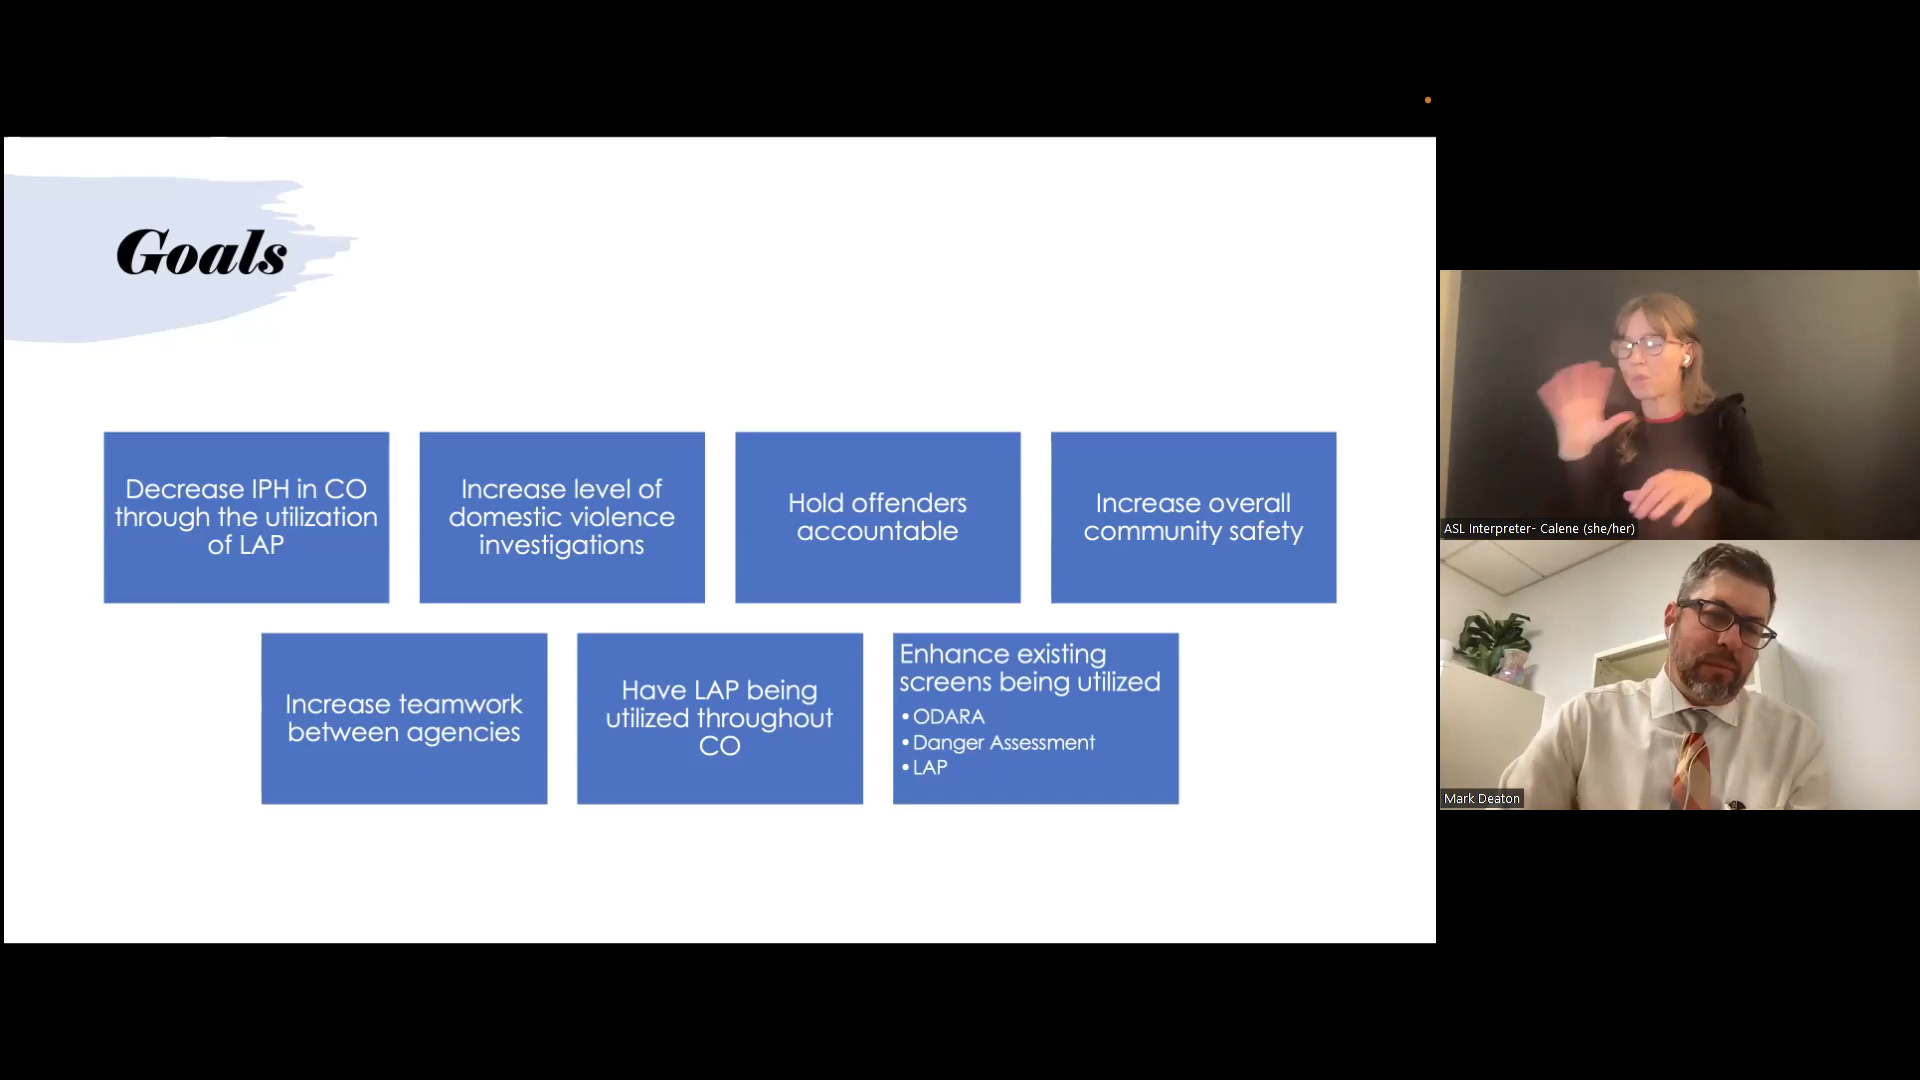 Goals
Decrease IPH in CO
through the utilization
of LAP
Increase level of
domestic violence
investigations
Hold offenders
accountable
Increase overall
community safety
Increase teamwork
between agencies
Have LAP being
utilized throughout
CO
Enhance existing
screens being utilized
• ODARA
• Danger Assessment
• LAP
ASL Interpreter- Calene (she/her)
Mark Deaton